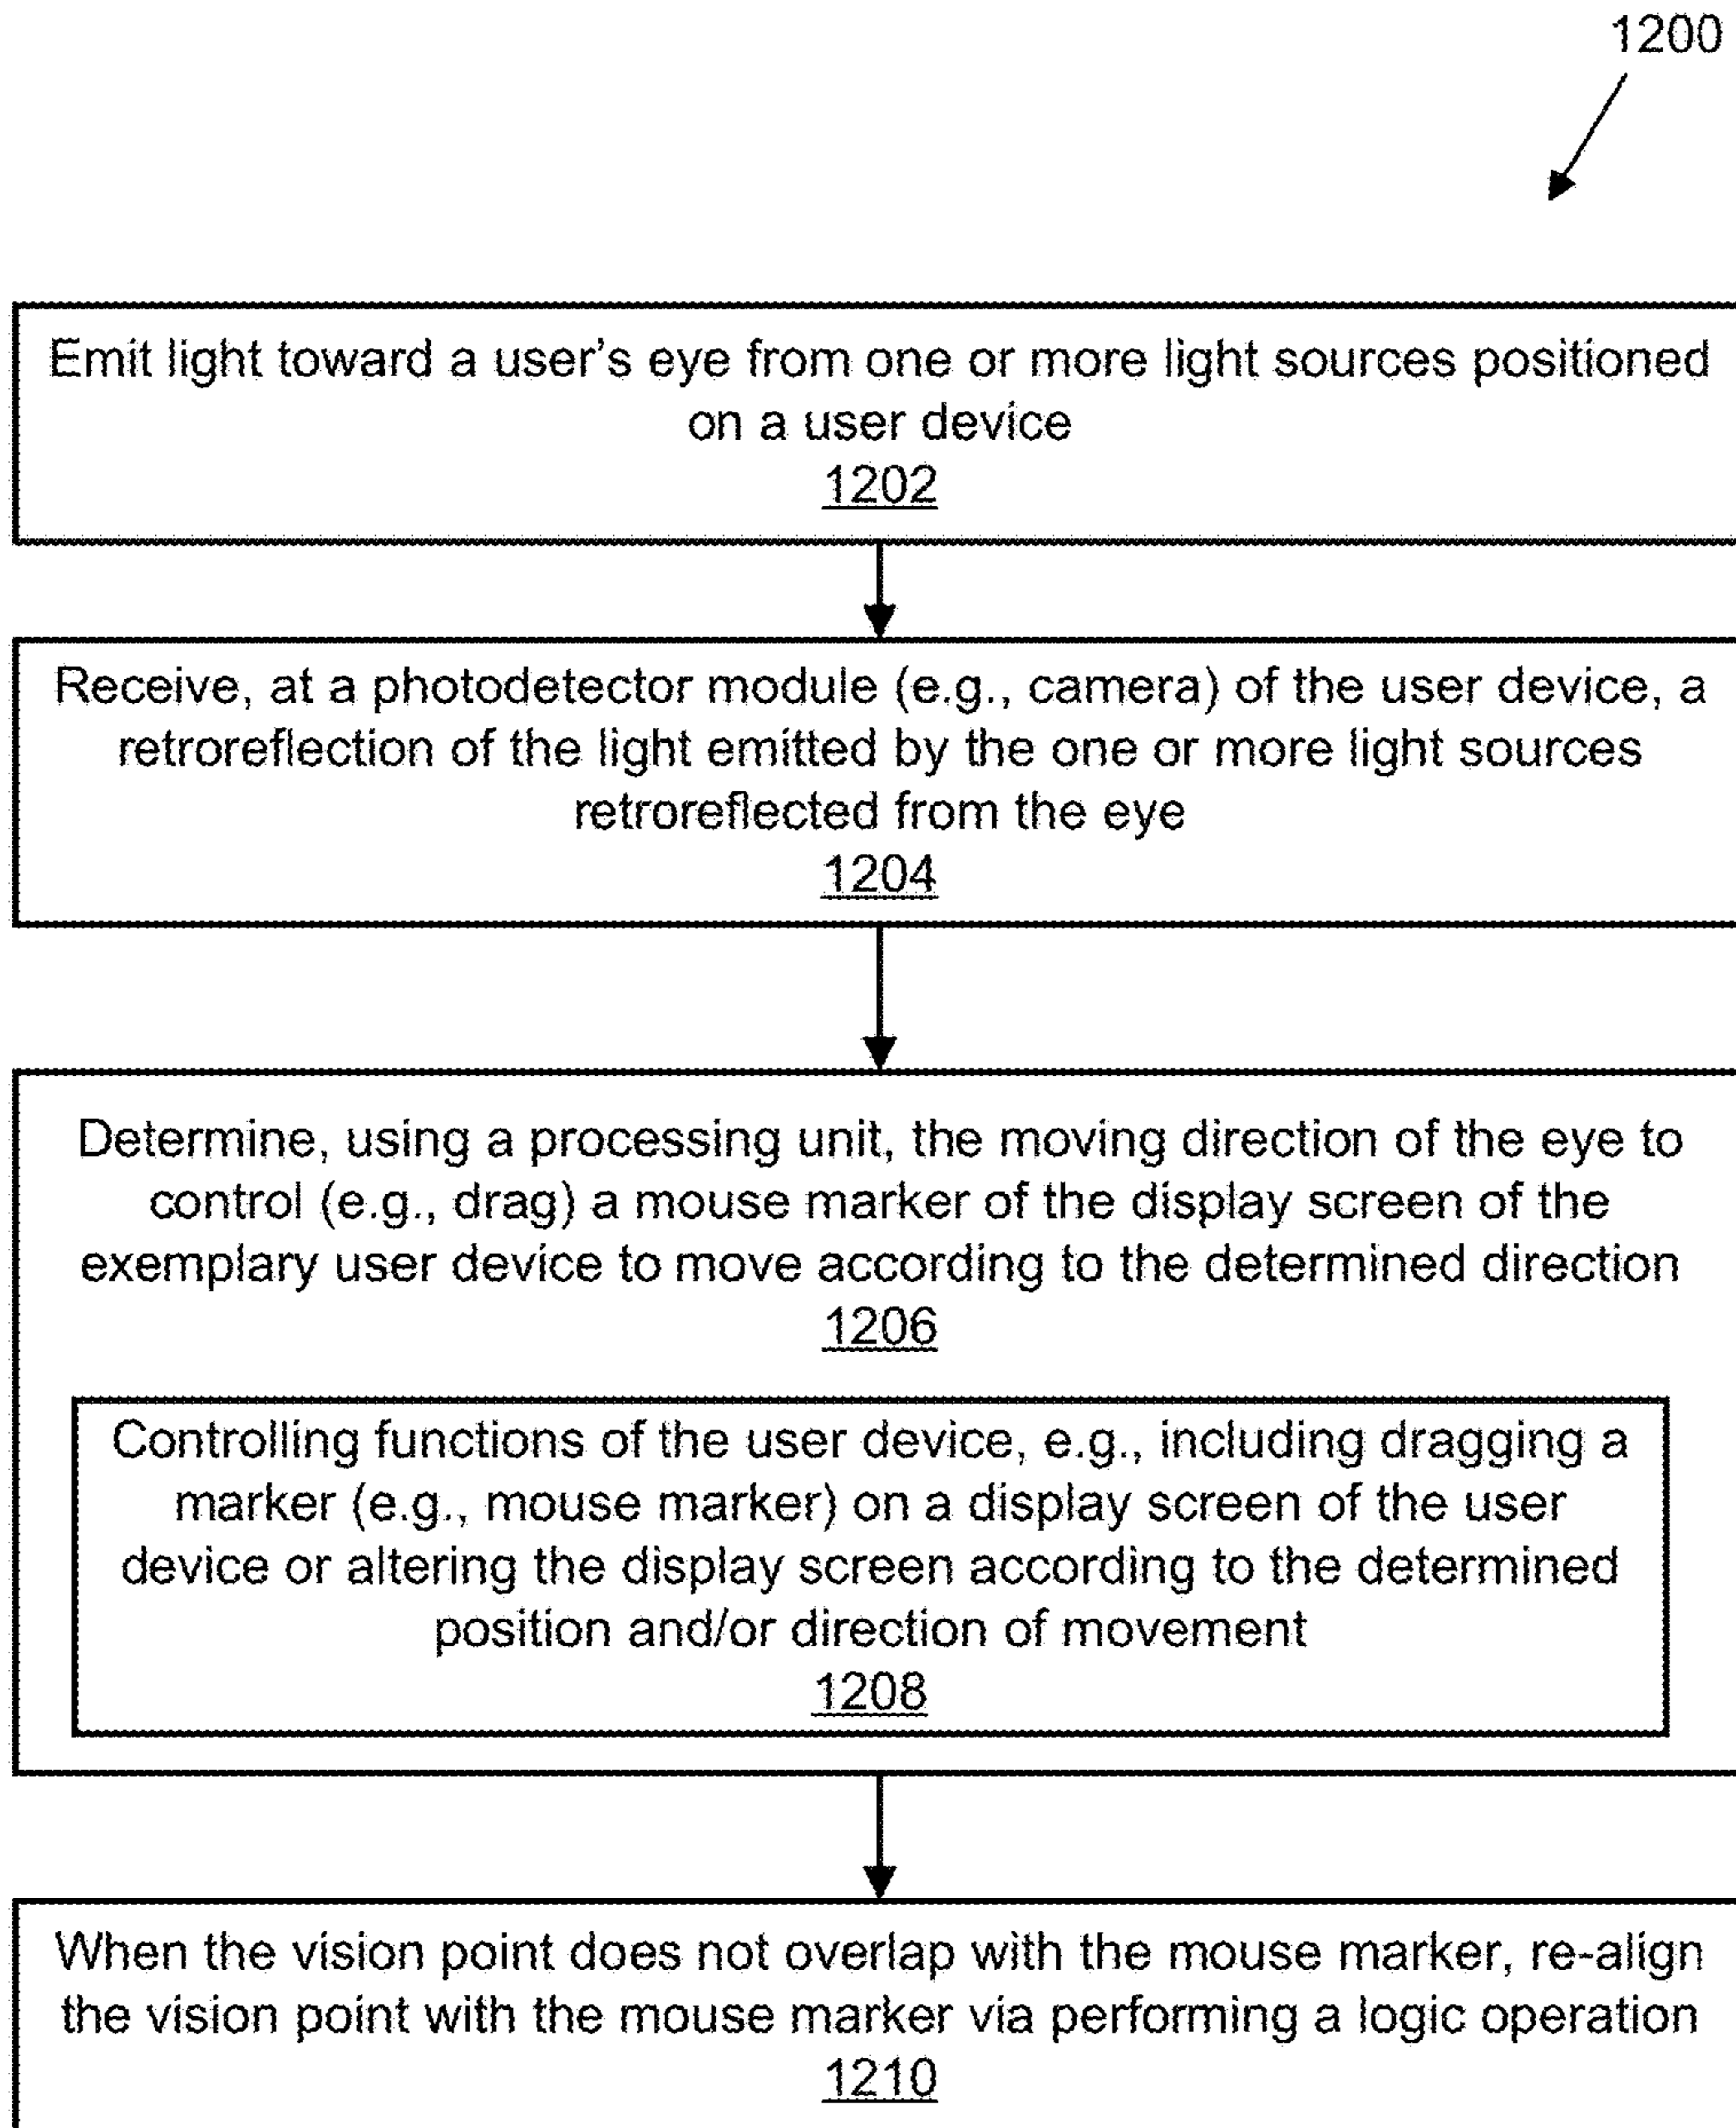 1200
Emit light toward a user's eye from one or more light sources positioned
on a user device
1202
Receive, at a photodetector module (e.g., camera) of the user device, a
retroreflection of the light emitted by the one or more light sources
retroreflected from the eye
1204
Determine, using a processing unit, the moving direction of the eye to
control (e.g., drag) a mouse marker of the display screen of the
exemplary user device to move according to the determined direction
1206
Controlling functions of the user device, e.g., including dragging a
marker (e.g., mouse marker) on a display screen of the user
device or altering the display screen according to the determined
position and/or direction of movement
1208
When the vision point does not overlap with the mouse marker, re-align
the vision point with the mouse marker via performing a logic operation
1210